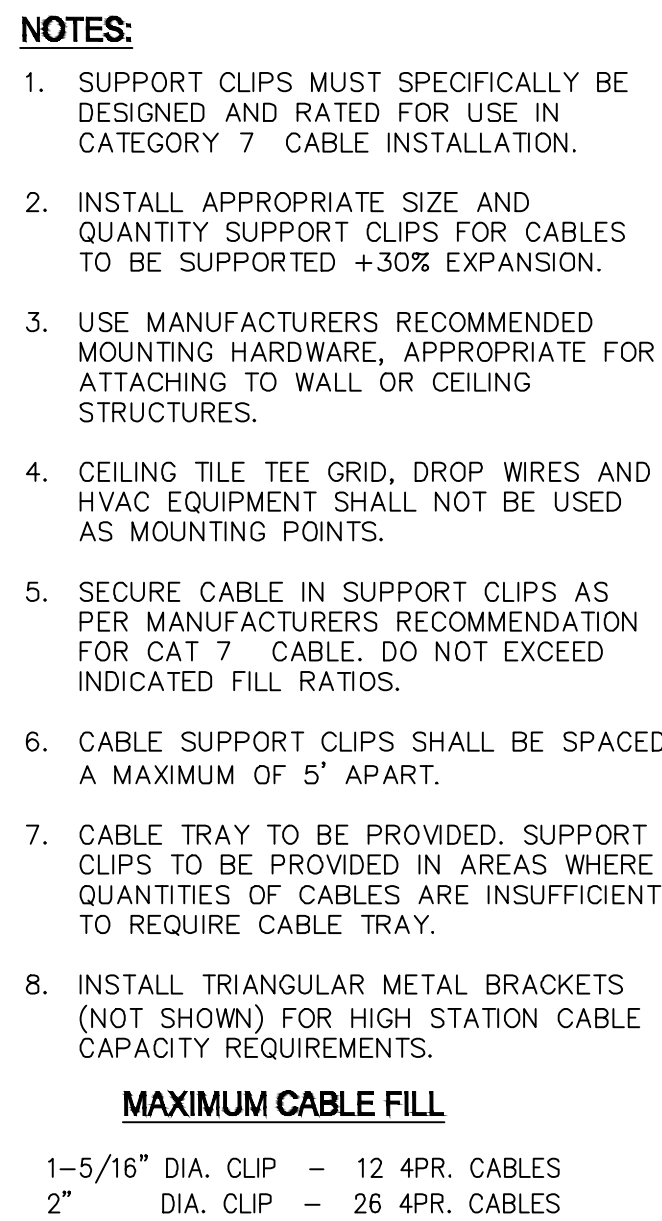 NOTES:
1. SUPPORT CLIPS MUST SPECIFICALLY BE
DESIGNED AND RATED FOR USE IN
CATEGORY 7 CABLE INSTALLATION.
2. INSTALL APPROPRIATE SIZE AND
QUANTITY SUPPORT CLIPS FOR CABLES
TO BE SUPPORTED +30% EXPANSION.
3. USE MANUFACTURERS RECOMMENDED
MOUNTING HARDWARE, APPROPRIATE FOR
ATTACHING TO WALL OR CEILING
STRUCTURES.
4. CEILING TILE TEE GRID, DROP WIRES AND
HVAC EQUIPMENT SHALL NOT BE USED
AS MOUNTING POINTS.
5. SECURE CABLE IN SUPPORT CLIPS AS
PER MANUFACTURERS RECOMMENDATION
FOR CAT 7 CABLE. DO NOT EXCEED
INDICATED FILL RATIOS.
6. CABLE SUPPORT CLIPS SHALL BE SPACED
A MAXIMUM OF 5' APART.
7. CABLE TRAY TO BE PROVIDED. SUPPORT
CLIPS TO BE PROVIDED IN AREAS WHERE
QUANTITIES OF CABLES ARE INSUFFICIENT
TO REQUIRE CABLE TRAY.
8. INSTALL TRIANGULAR METAL BRACKETS
(NOT SHOWN) FOR HIGH STATION CABLE
CAPACITY REQUIREMENTS.
MAXIMUM CABLE FILL
1-5/16" DIA. CLIP - 12 4PR. CABLES
2" DIA. CLIP - 26 4PR. CABLES